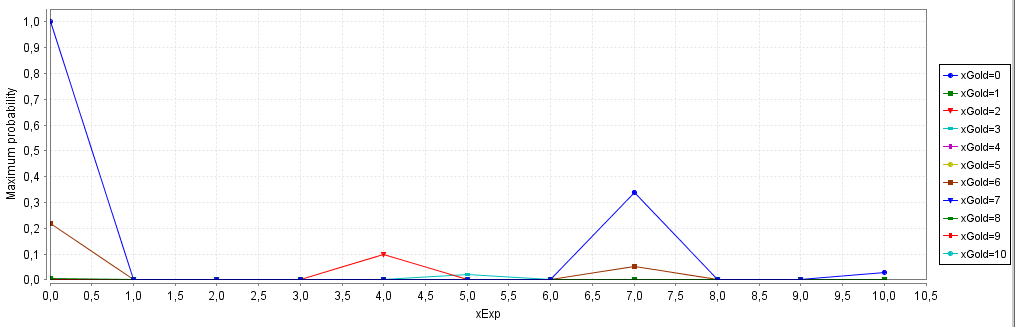 1,0
0,9
0,8
0,7
0,6
0,5
0,4
0,3
0,2
0,1
0,0
Maximum probability
0,0 0,5 1,0 1,5 2,0 2,5 3,0 3,5 4,0 4,5 5,0 5,5 6,0 6,5 7,0 7,5 8,0 8,5 9,0 9,5 10,0 10,5
xExp
xGold=0
xGold=1
xGold=2
xGold=3
xGold=4
xGold=5
xGold=6
xGold=7
xGold=8
xGold=9
xGold=10